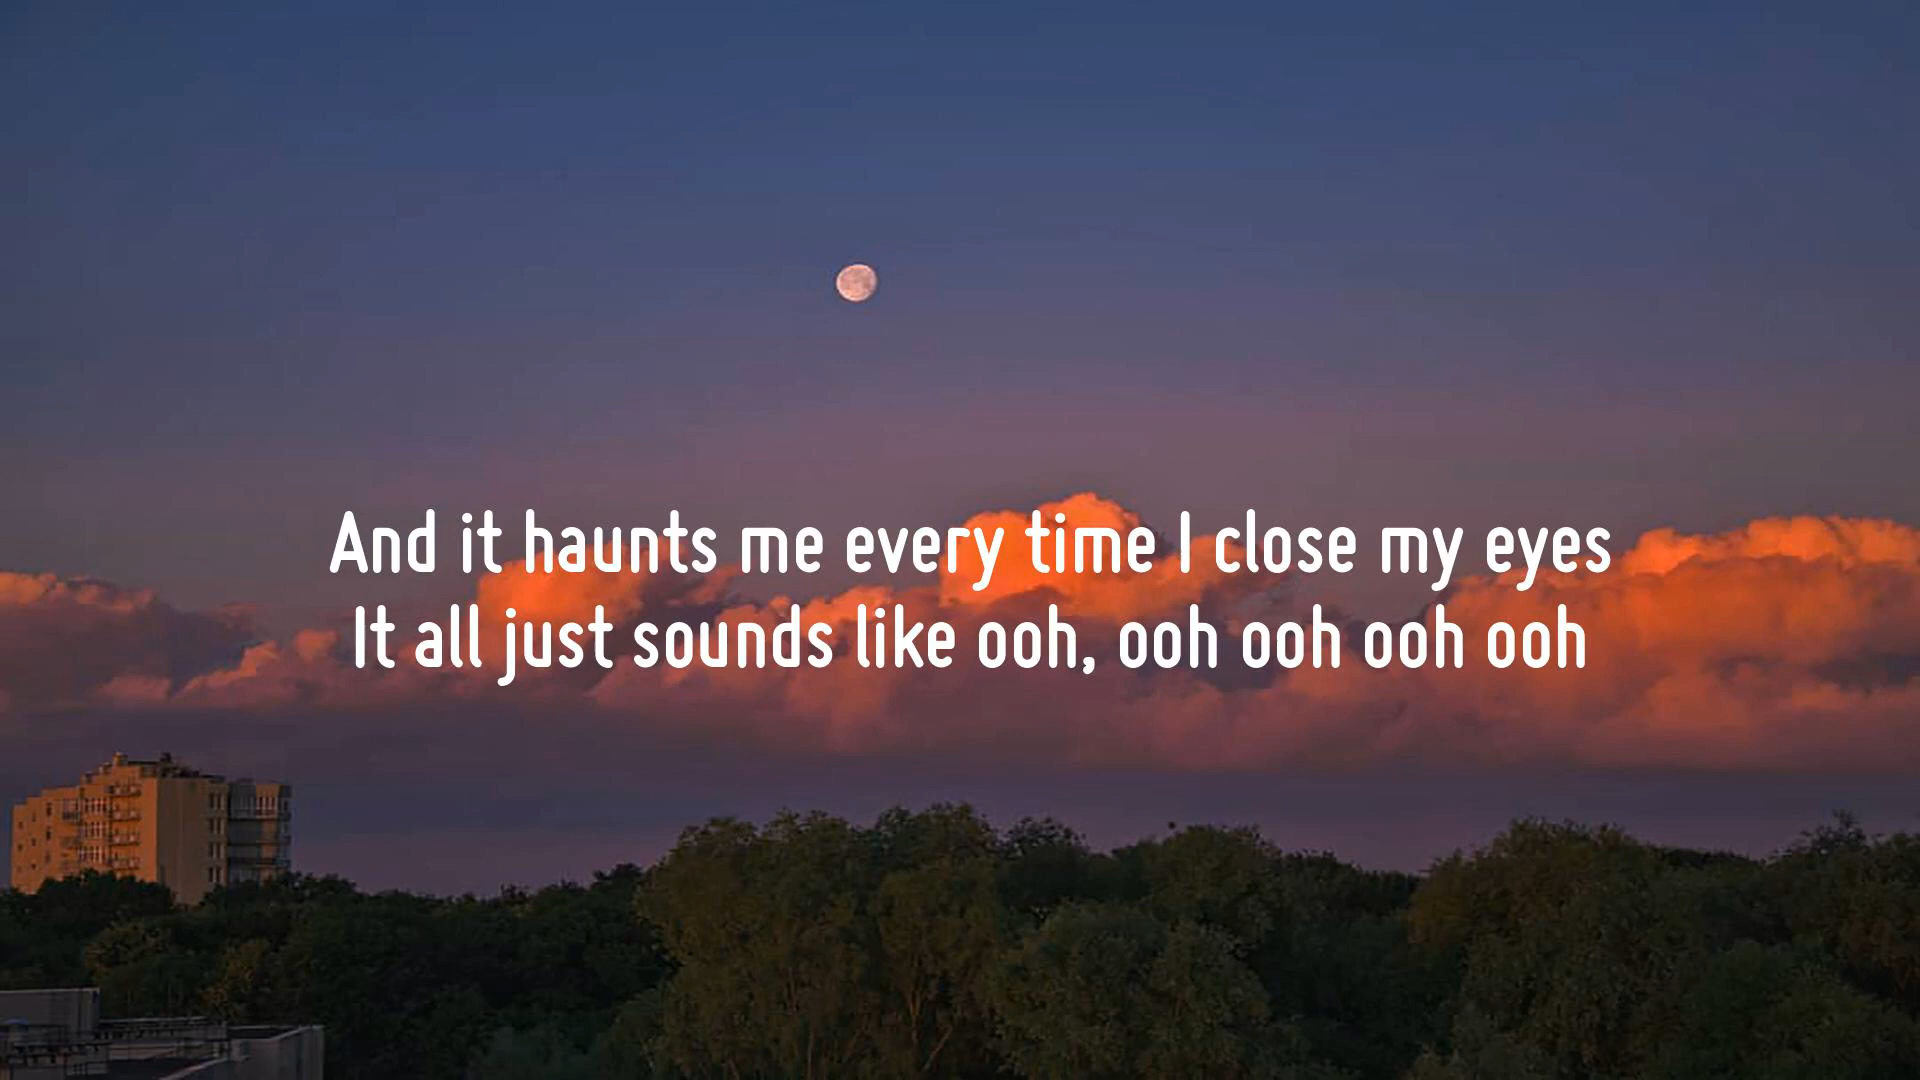 And it haunts me every time I close my eyes
It all just sounds like ooh, ooh ooh ooh ooh